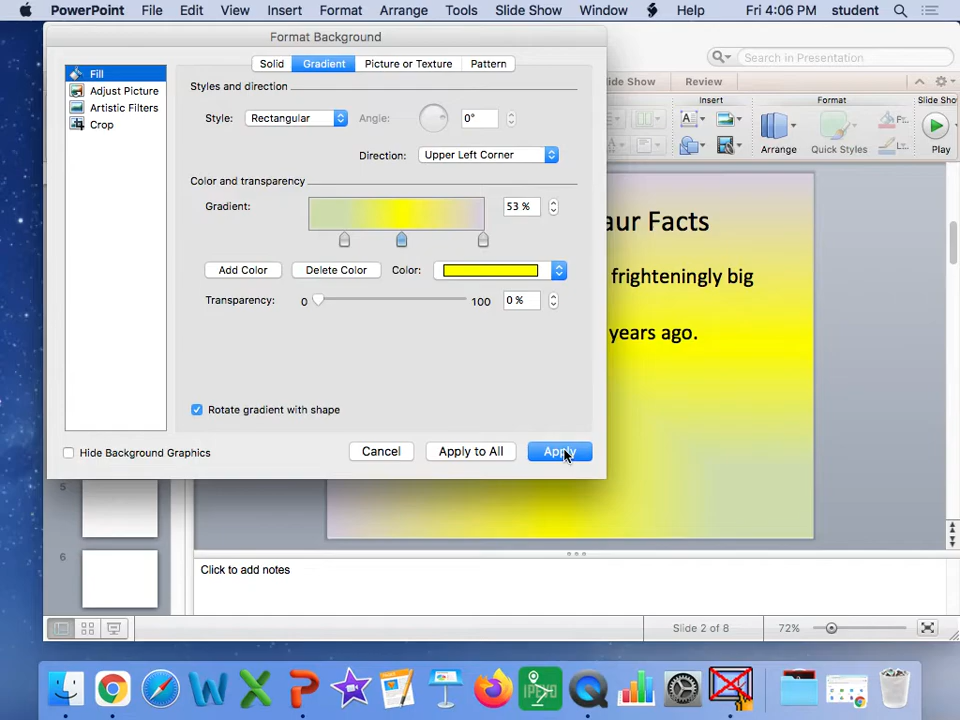 PowerPoint File Edit View Insert Format Arrange Tools Slide Show Window Help Fri 4:06 PM student
Format Background
Search in Presentation
Solid Gradient Picture or Texture Pattern
Fill
Adjust Picture
Artistic Filters
Crop
Styles and direction
Style: Rectangular Angle: 0°
Direction: Upper Left Corner
Color and transparency
Gradient: 53 %
Add Color Delete Color Color:
Transparency: 0 100 0 %
Rotate gradient with shape
Hide Background Graphics Cancel Apply to All Apply
lide Show Review
Insert Format Slide Sho
Arrange Quick Styles Play
aur Facts
frighteningly big
years ago.
5
6
Click to add notes
Slide 2 of 8 72%
IPEVO